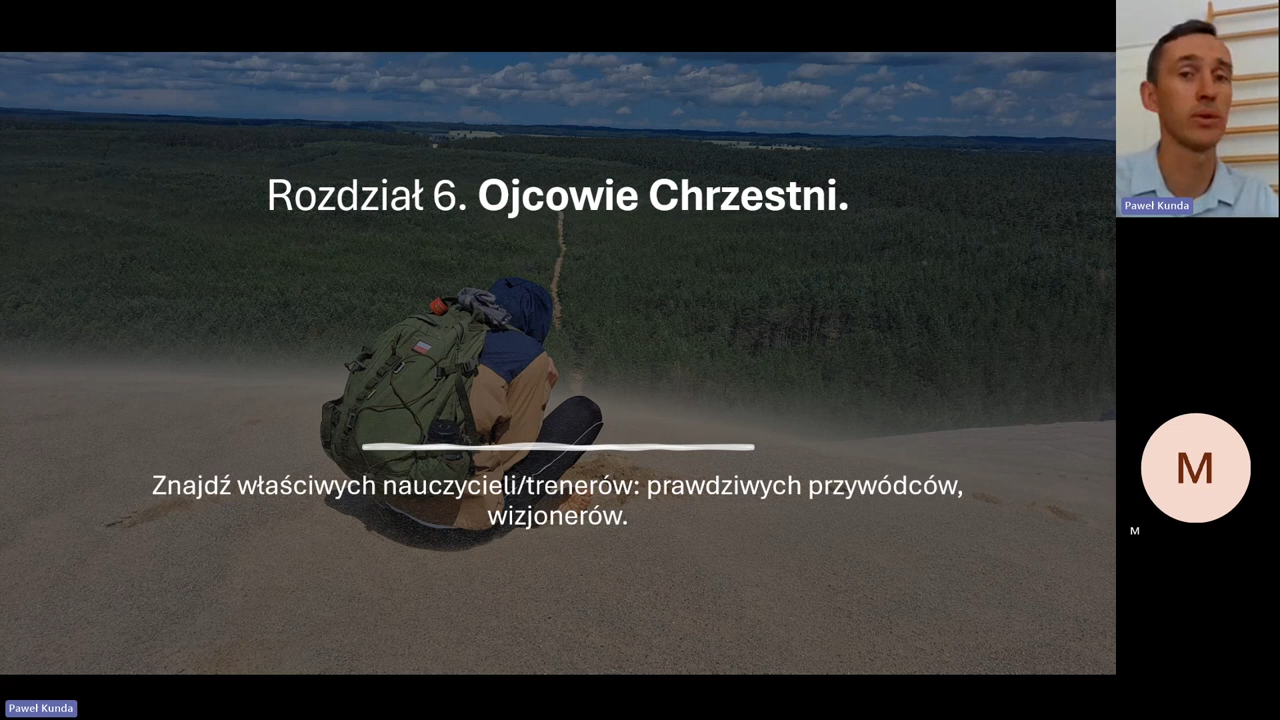 Rozdział 6. Ojcowie Chrzestni.
Znajdź właściwych nauczycieli/trenerów: prawdziwych przywódców,
wizjonerów.
Paweł Kunda
M
M
Paweł Kunda